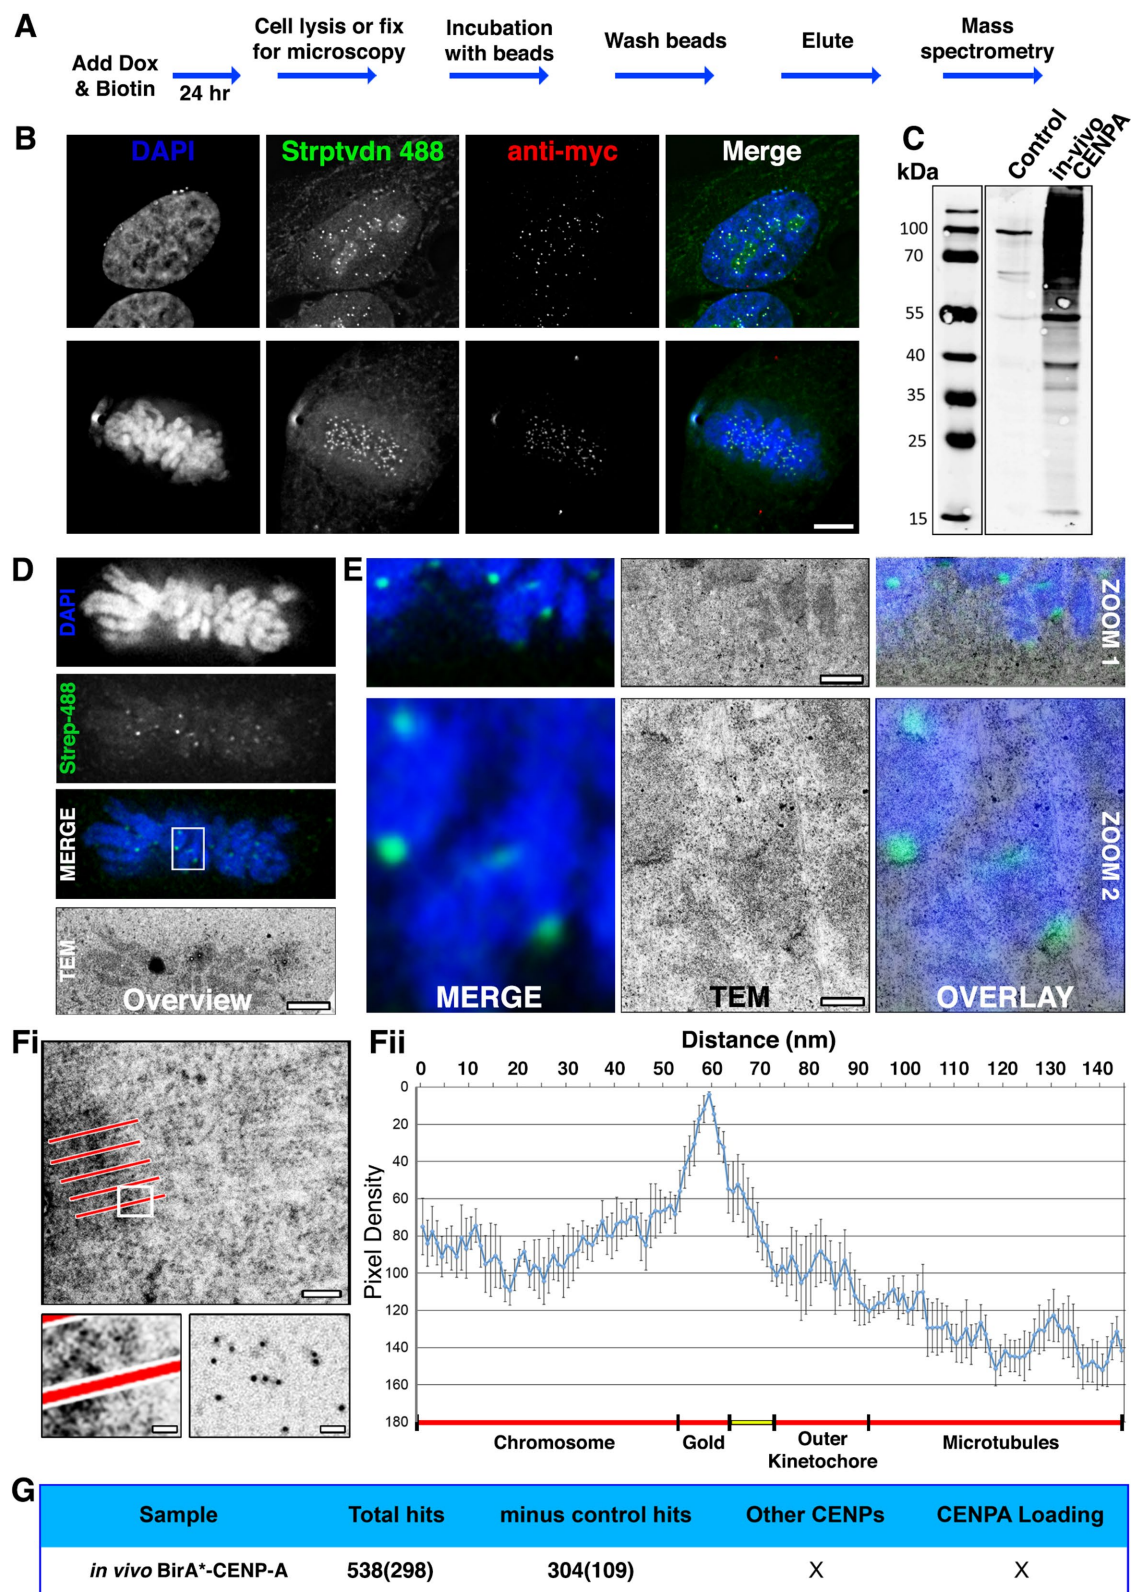 A
Add Dox
& Biotin
24 hr
Cell lysis or fix
for microscopy
Incubation
with beads
Wash beads
Elute
Mass
spectrometry
B
DAPI
Strptvdn 488
anti-myc
Merge
C
kDa
Control
in-vivo
CENPA
100
70
55
40
35
25
15
D
DAPI
Strep-488
MERGE
TEM
Overview
E
ZOOM 1
ZOOM 2
MERGE
TEM
OVERLAY
Fi
Fii
Distance (nm)
0 10 20 30 40 50 60 70 80 90 100 110 120 130 140
Pixel Density
0
20
40
60
80
100
120
140
160
180
Chromosome
Gold
Outer
Kinetochore
Microtubules
G
Sample Total hits minus control hits Other CENPs CENPA Loading
in vivo BirA*-CENP-A 538(298) 304(109) X X